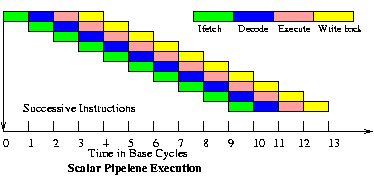 Ifetch Decode Execute Write back
Successive Instructions
0 1 2 3 4 5 6 7 8 9 10 11 12 13
Time in Base Cycles
Scalar Pipelene Execution